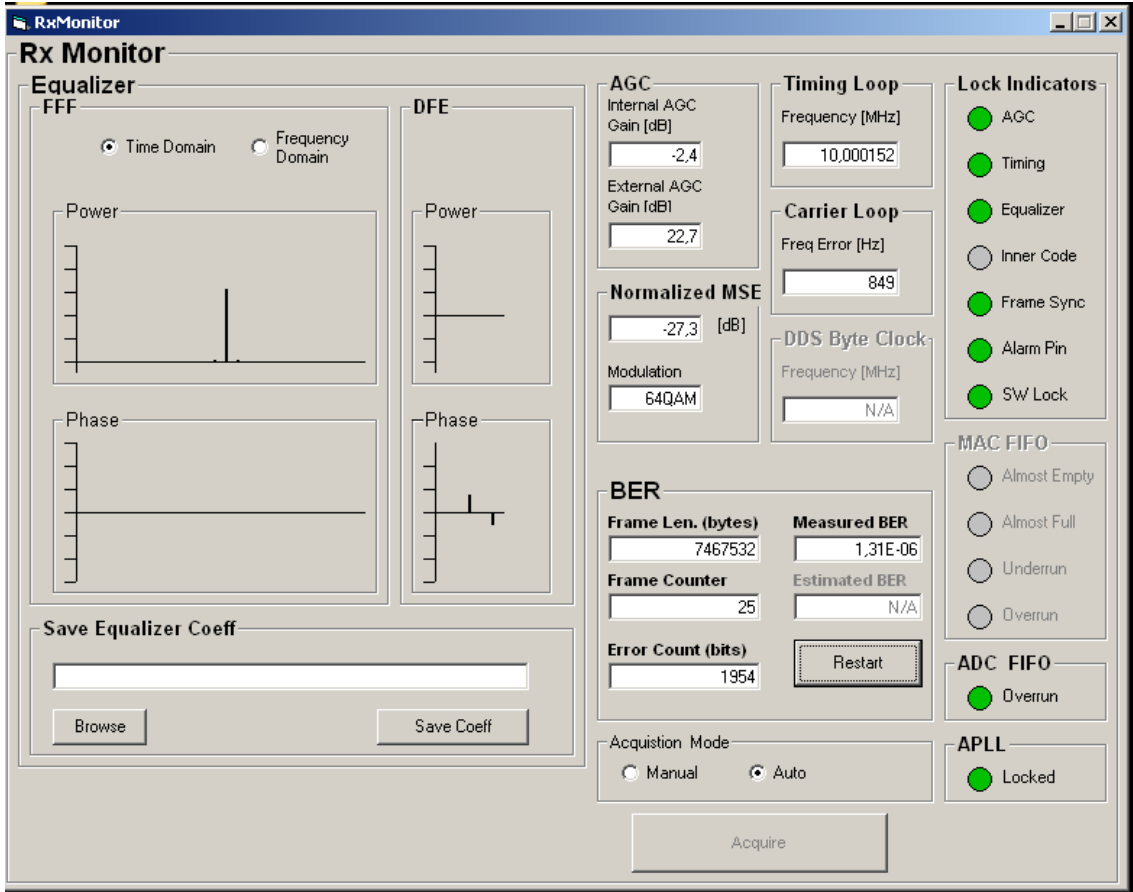 RxMonitor
Rx Monitor
Equalizer
FFF
Time Domain
Frequency
Domain
Power
Phase
DFE
Power
Phase
Save Equalizer Coeff
Browse
Save Coeff
AGC
Internal AGC
Gain [dB]
-2,4
External AGC
Gain [dB]
22,7
Normalized MSE
-27,3 [dB]
Modulation
64QAM
Timing Loop
Frequency [MHz]
10,000152
Carrier Loop
Freq Error [Hz]
849
DDS Byte Clock
Frequency [MHz]
N/A
BER
Frame Len. (bytes)
7467532
Frame Counter
25
Error Count (bits)
1954
Measured BER
1,31E-06
Estimated BER
N/A
Restart
Acquistion Mode
Manual
Auto
Acquire
Lock Indicators
AGC
Timing
Equalizer
Inner Code
Frame Sync
Alarm Pin
SW Lock
MAC FIFO
Almost Empty
Almost Full
Underrun
Overrun
ADC FIFO
Overrun
APLL
Locked